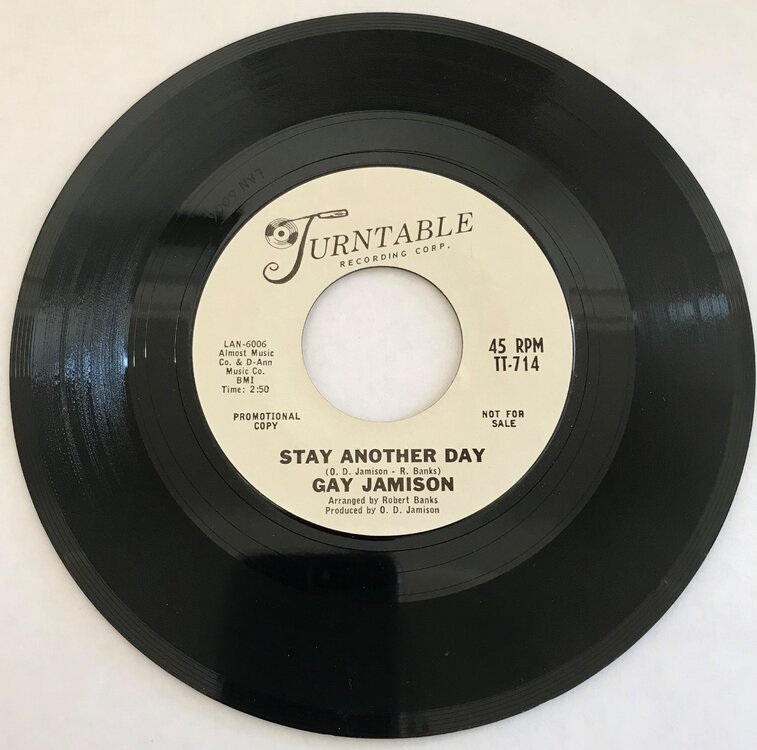 TURNTABLE
RECORDING CORP.
LAN-6006
Almost Music
Co. & D-Ann
Music Co.
BMI
Time: 2:50
45 RPM
TT-714
PROMOTIONAL
COPY
NOT FOR
SALE
STAY ANOTHER DAY
(O. D. Jamison - R. Banks)
GAY JAMISON
Arranged by Robert Banks
Produced by O. D. Jamison